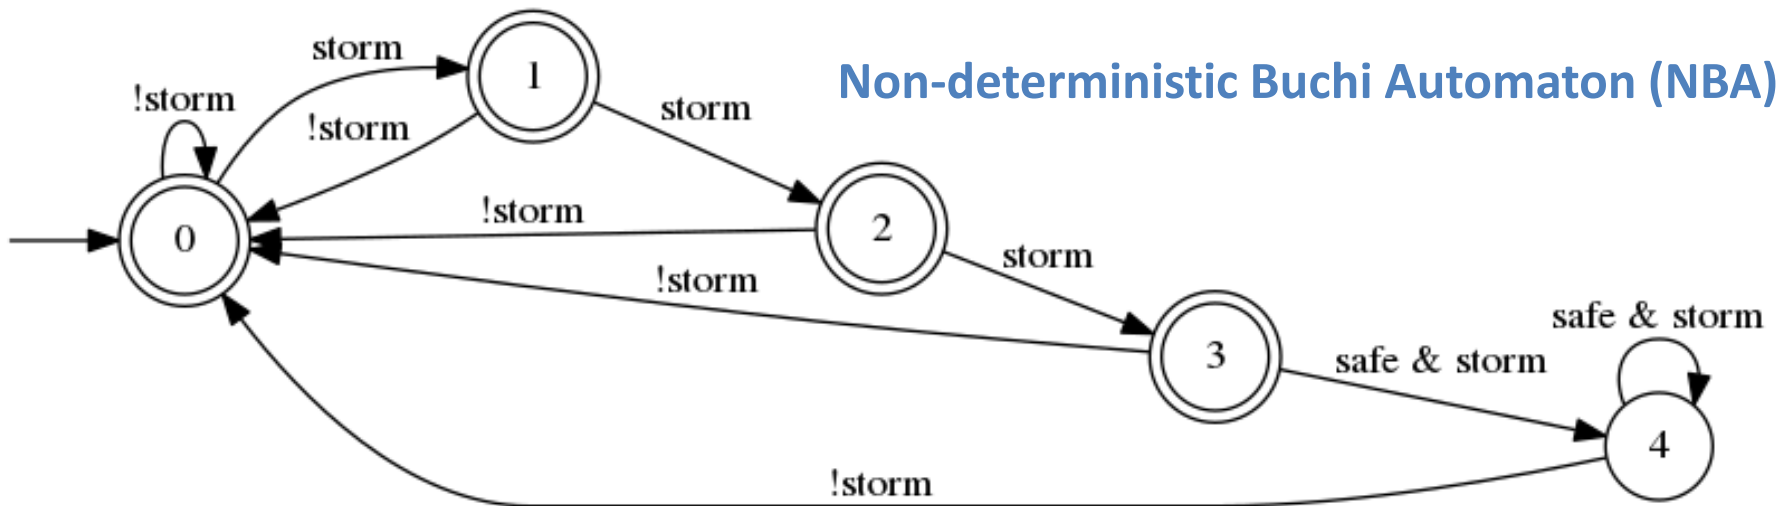 storm
1
Non-deterministic Buchi Automaton (NBA)
!storm
storm
!storm
!storm
2
0
storm
!storm
safe & storm
3
safe & storm
4
!storm